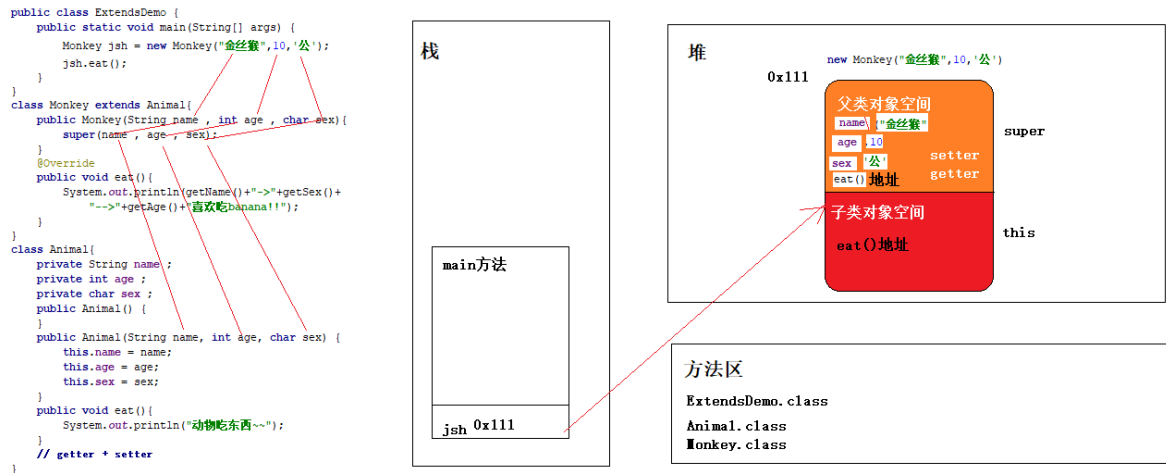 public class ExtendsDemo {
public static void main(String[] args) {
Monkey jsh = new Monkey("金丝猴",10,'公');
jsh.eat();
}
}
class Monkey extends Animal{
public Monkey(String name , int age , char sex){
super(name , age , sex);
}
@Override
public void eat(){
System.out.println(getName()+"->"+getSex()+
"-->"+getAge()+"喜欢吃banana!!");
}
}
class Animal{
private String name ;
private int age ;
private char sex ;
public Animal() {
}
public Animal(String name, int age, char sex) {
this.name = name;
this.age = age;
this.sex = sex;
}
public void eat(){
System.out.println("动物吃东西~~");
}
// getter + setter
}
栈
main方法
jsh 0x111
堆
new Monkey("金丝猴",10,'公')
0x111
父类对象空间
name ("金丝猴"
age ,10
sex '公'
setter
getter
eat() 地址
super
子类对象空间
eat()地址
this
方法区
ExtendsDemo.class
Animal.class
Monkey.class